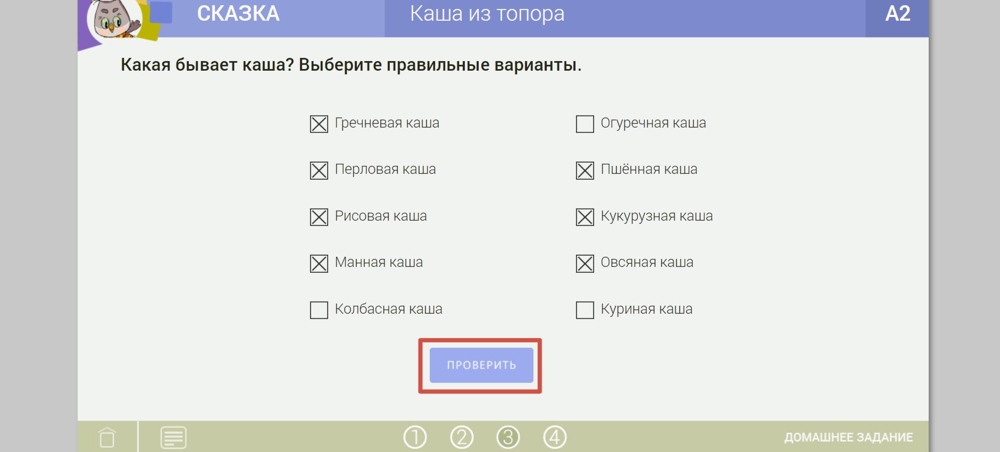 СКАЗКА
Каша из топора
А2
Какая бывает каша? Выберите правильные варианты.
Гречневая каша
Огуречная каша
Перловая каша
Пшённая каша
Рисовая каша
Кукурузная каша
Манная каша
Овсяная каша
Колбасная каша
Куриная каша
ПРОВЕРИТЬ
1 2 3 4
ДОМАШНЕЕ ЗАДАНИЕ